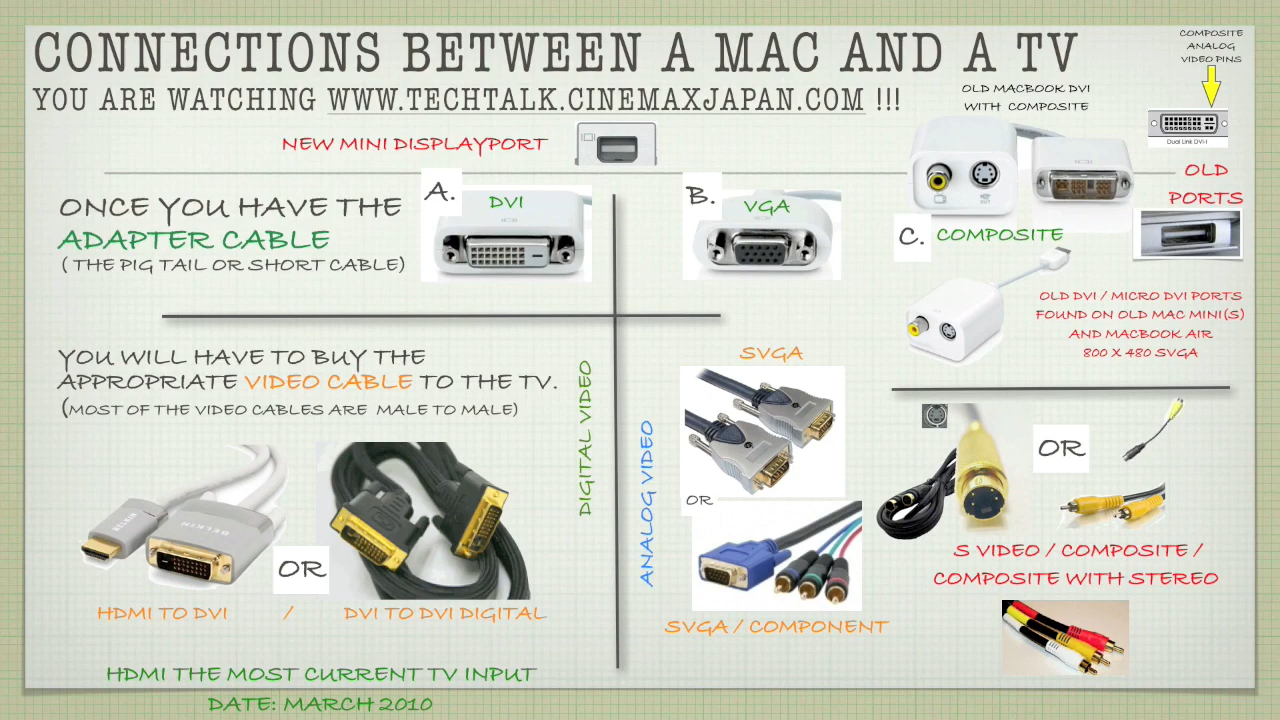 CONNECTIONS BETWEEN A MAC AND A TV
YOU ARE WATCHING WWW.TECHTALK.CINEMAXJAPAN.COM !!!
COMPOSITE
ANALOG
VIDEO PINS
OLD MACBOOK DVI
WITH COMPOSITE
Dual Link DVI-I
NEW MINI DISPLAYPORT
OLD
PORTS
ONCE YOU HAVE THE
ADAPTER CABLE
( THE PIG TAIL OR SHORT CABLE)
A.
DVI
B.
VGA
C. COMPOSITE
OLD DVI / MICRO DVI PORTS
FOUND ON OLD MAC MINI(S)
AND MACBOOK AIR
800 X 480 SVGA
YOU WILL HAVE TO BUY THE
APPROPRIATE VIDEO CABLE TO THE TV.
(MOST OF THE VIDEO CABLES ARE MALE TO MALE)
DIGITAL VIDEO
ANALOG VIDEO
SVGA
OR
OR
OR
BELKIN
BELKIN
HDMI TO DVI / DVI TO DVI DIGITAL
SVGA / COMPONENT
S VIDEO / COMPOSITE /
COMPOSITE WITH STEREO
HDMI THE MOST CURRENT TV INPUT
DATE: MARCH 2010